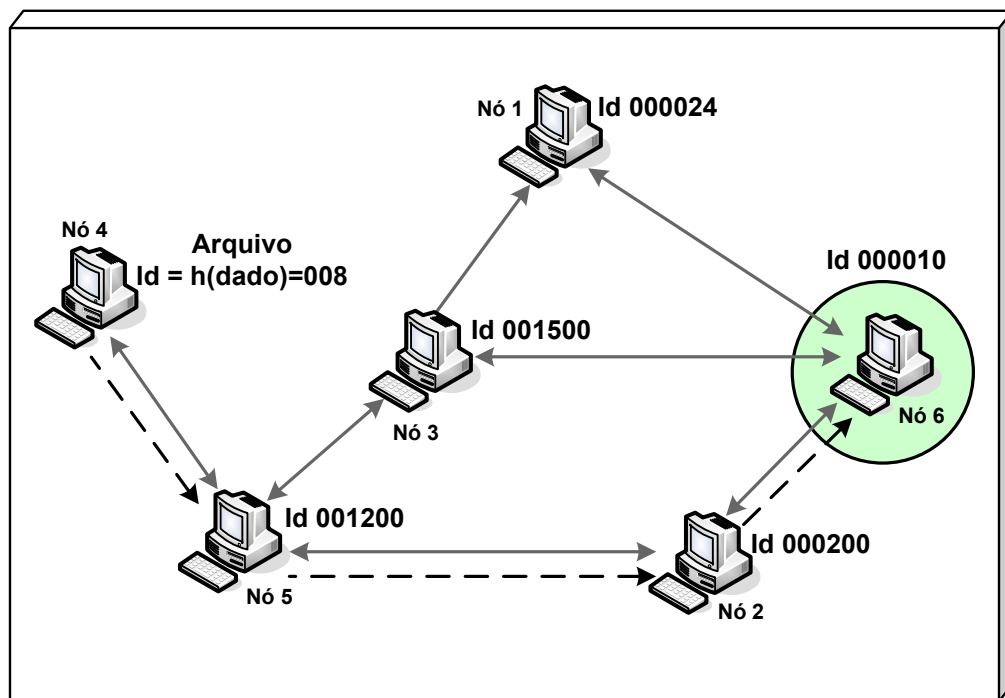 Nó 1
Id 000024
Nó 4
Arquivo
Id = h(dado)=008
Id 000010
Id 001500
Nó 3
Nó 6
Id 001200
Id 000200
Nó 5
Nó 2